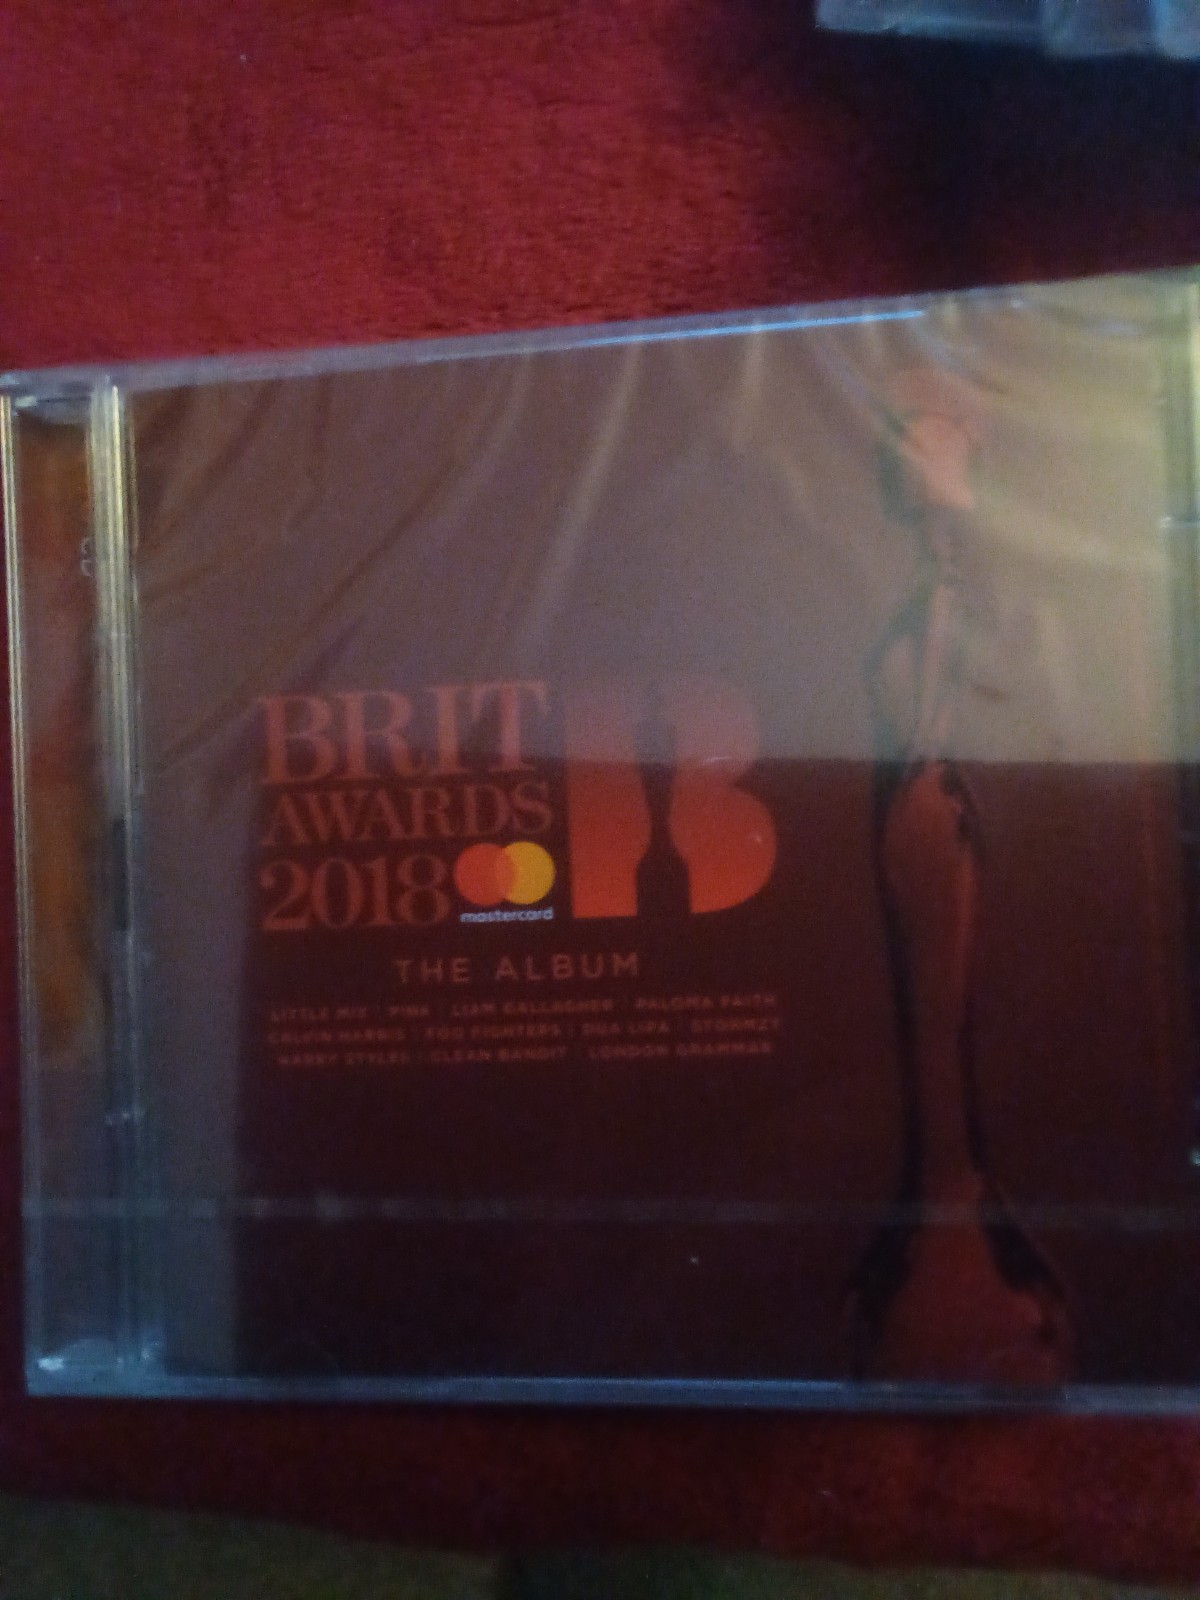 BRIT
AWARDS
2018
mastercard
B
THE ALBUM
LITTLE MIX | P!NK | LIAM GALLAGHER | PALOMA FAITH
CALVIN HARRIS | FOO FIGHTERS | DUA LIPA | STORMZY
HARRY STYLES | CLEAN BANDIT | LONDON GRAMMAR